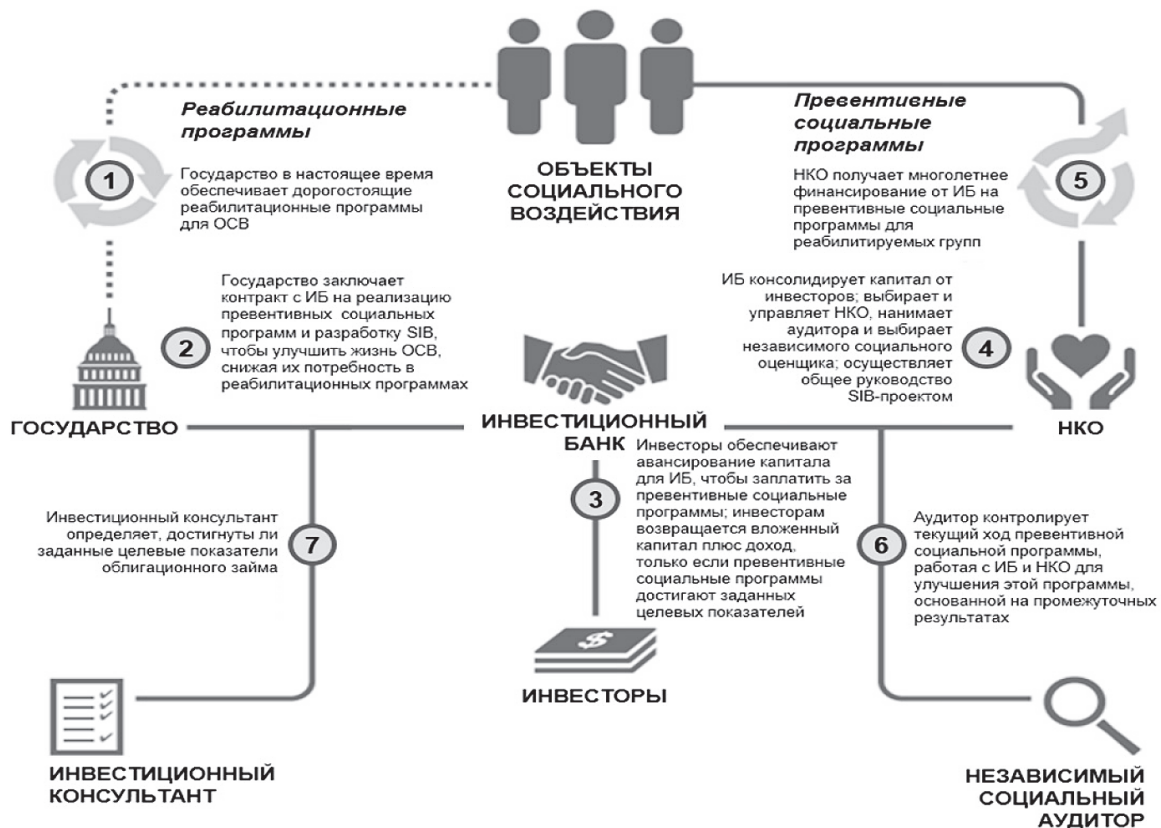 Реабилитационные
программы
1
Государство в настоящее время
обеспечивает дорогостоящие
реабилитационные программы
для ОСВ
ОБЪЕКТЫ
СОЦИАЛЬНОГО
ВОЗДЕЙСТВИЯ
Превентивные
социальные
программы
5
НКО получает многолетнее
финансирование от ИБ на
превентивные социальные
программы для
реабилитируемых групп
2
Государство заключает
контракт с ИБ на реализацию
превентивных социальных
программ и разработку SIB,
чтобы улучшить жизнь ОСВ,
снижая их потребность в
реабилитационных программах
ИБ консолидирует капитал от
инвесторов; выбирает и
управляет НКО, нанимает
аудитора и выбирает
независимого социального
оценщика; осуществляет
общее руководство
SIB-проектом
4
ГОСУДАРСТВО
ИНВЕСТИЦИОННЫЙ
БАНК
НКО
3
Инвесторы обеспечивают
авансирование капитала
для ИБ, чтобы заплатить за
превентивные социальные
программы; инвесторам
возвращается вложенный
капитал плюс доход,
только если превентивные
социальные программы
достигают заданных
целевых показателей
Инвестиционный консультант
определяет, достигнуты ли
заданные целевые показатели
облигационного займа
7
6
Аудитор контролирует
текущий ход превентивной
социальной программы,
работая с ИБ и НКО для
улучшения этой программы,
основанной на промежуточных
результатах
$
ИНВЕСТОРЫ
ИНВЕСТИЦИОННЫЙ
КОНСУЛЬТАНТ
НЕЗАВИСИМЫЙ
СОЦИАЛЬНЫЙ
АУДИТОР